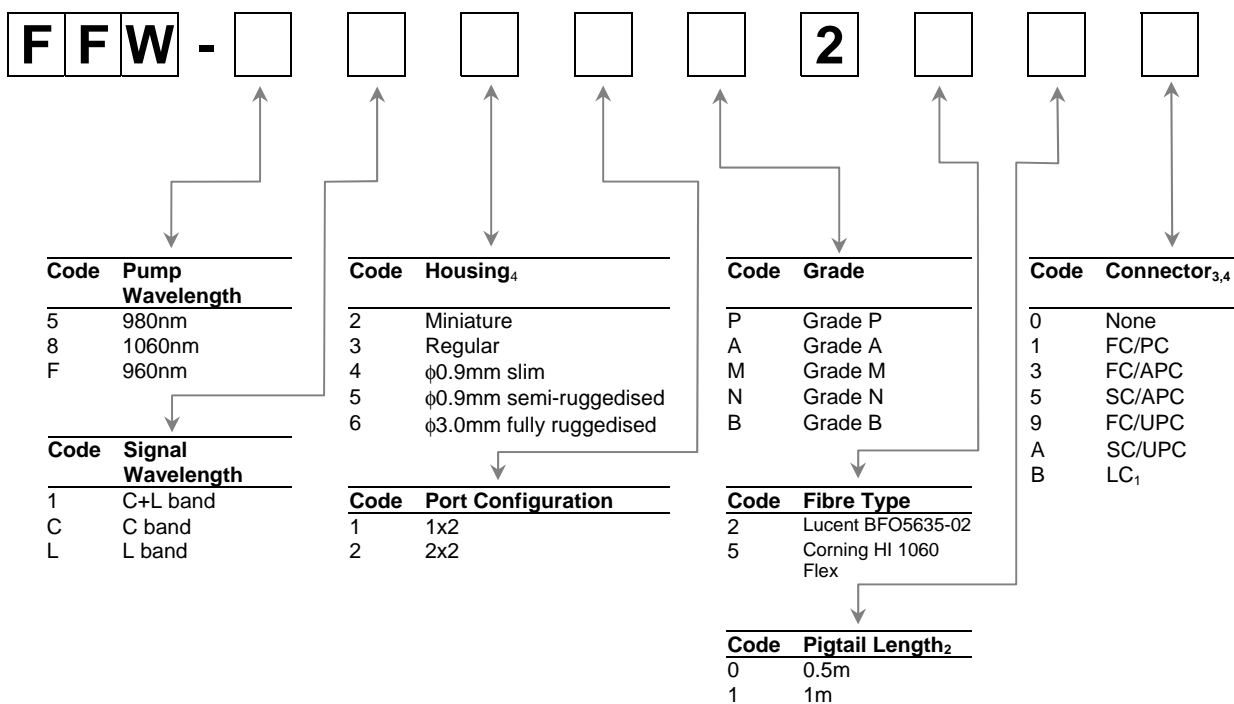 FFW- 2
Code Pump Wavelength
5 980nm
8 1060nm
F 960nm
Code Signal Wavelength
1 C+L band
C C band
L L band
Code Housing4
2 Miniature
3 Regular
4 ϕ0.9mm slim
5 ϕ0.9mm semi-ruggedised
6 ϕ3.0mm fully ruggedised
Code Port Configuration
1 1x2
2 2x2
Code Grade
P Grade P
A Grade A
M Grade M
N Grade N
B Grade B
Code Fibre Type
2 Lucent BFO5635-02
5 Corning HI 1060
Flex
Code Pigtail Length2
0 0.5m
1 1m
Code Connector3,4
0 None
1 FC/PC
3 FC/APC
5 SC/APC
9 FC/UPC
A SC/UPC
B LC1